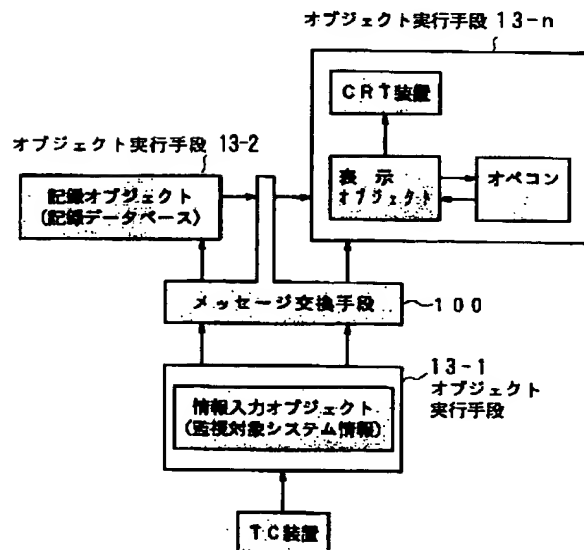 オブジェクト実行手段 13-n
CRT装置
オブジェクト実行手段 13-2
表 示
オブジェクト
オペコン
記録オブジェクト
(記録データベース)
メッセージ交換手段
100
13-1
オブジェクト
実行手段
情報入力オブジェクト
(監視対象システム情報)
TC装置